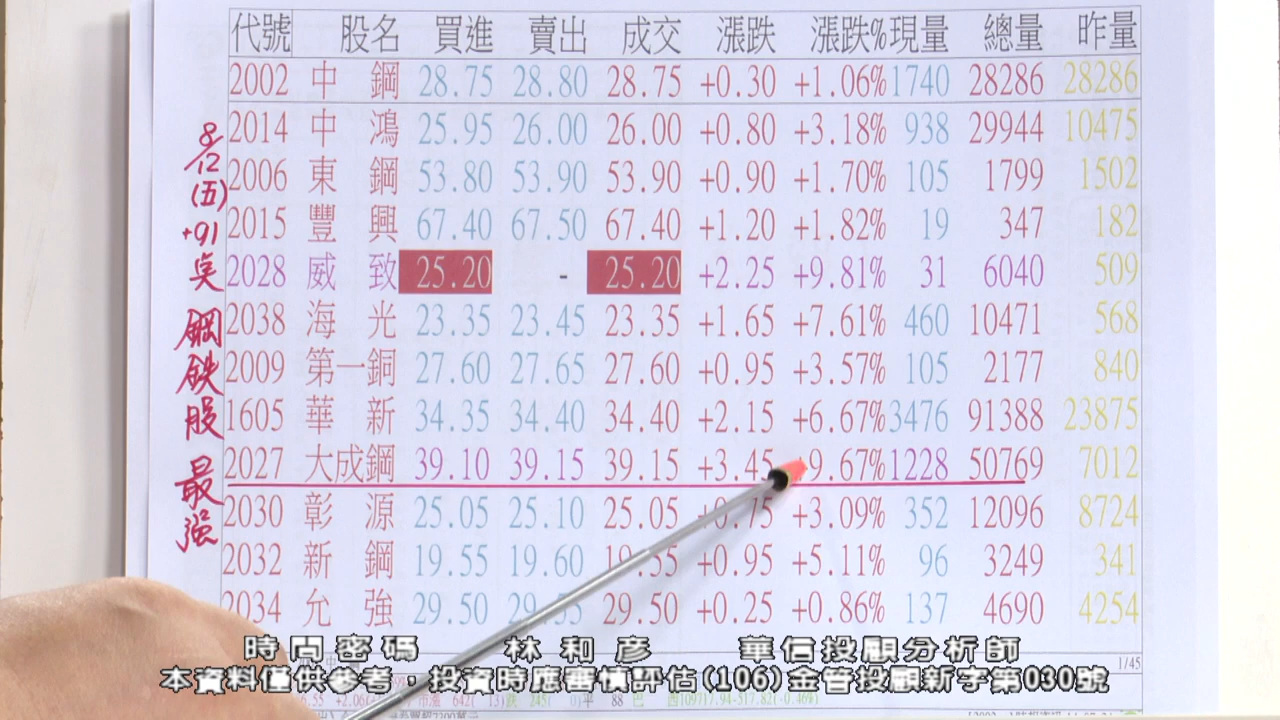 代號 股名 買進 賣出 成交 漲跌 漲跌% 現量 總量 昨量
2002 中鋼 28.75 28.80 28.75 +0.30 +1.06% 1740 28286 28286
2014 中鴻 25.95 26.00 26.00 +0.80 +3.18% 938 29944 10475
2006 東鋼 53.80 53.90 53.90 +0.90 +1.70% 105 1799 1502
2015 豐興 67.40 67.50 67.40 +1.20 +1.82% 19 347 182
2028 威致 25.20 - 25.20 +2.25 +9.81% 31 6040 509
2038 海光 23.35 23.45 23.35 +1.65 +7.61% 460 10471 568
2009 第一銅 27.60 27.65 27.60 +0.95 +3.57% 105 2177 840
1605 華新 34.35 34.40 34.40 +2.15 +6.67% 3476 91388 23875
2027 大成鋼 39.10 39.15 39.15 +3.45 9.67% 1228 50769 7012
2030 彰源 25.05 25.10 25.05 +0.75 +3.09% 352 12096 8724
2032 新鋼 19.55 19.60 19.55 +0.95 +5.11% 96 3249 341
2034 允強 29.50 29.55 29.50 +0.25 +0.86% 137 4690 4254
8/12(五)+91
鋼鉄股最強
時間密碼 林和彥 華信投顧分析師
本資料僅供參考，投資時應審慎評估(106)金管投顧新字第030號
1/45